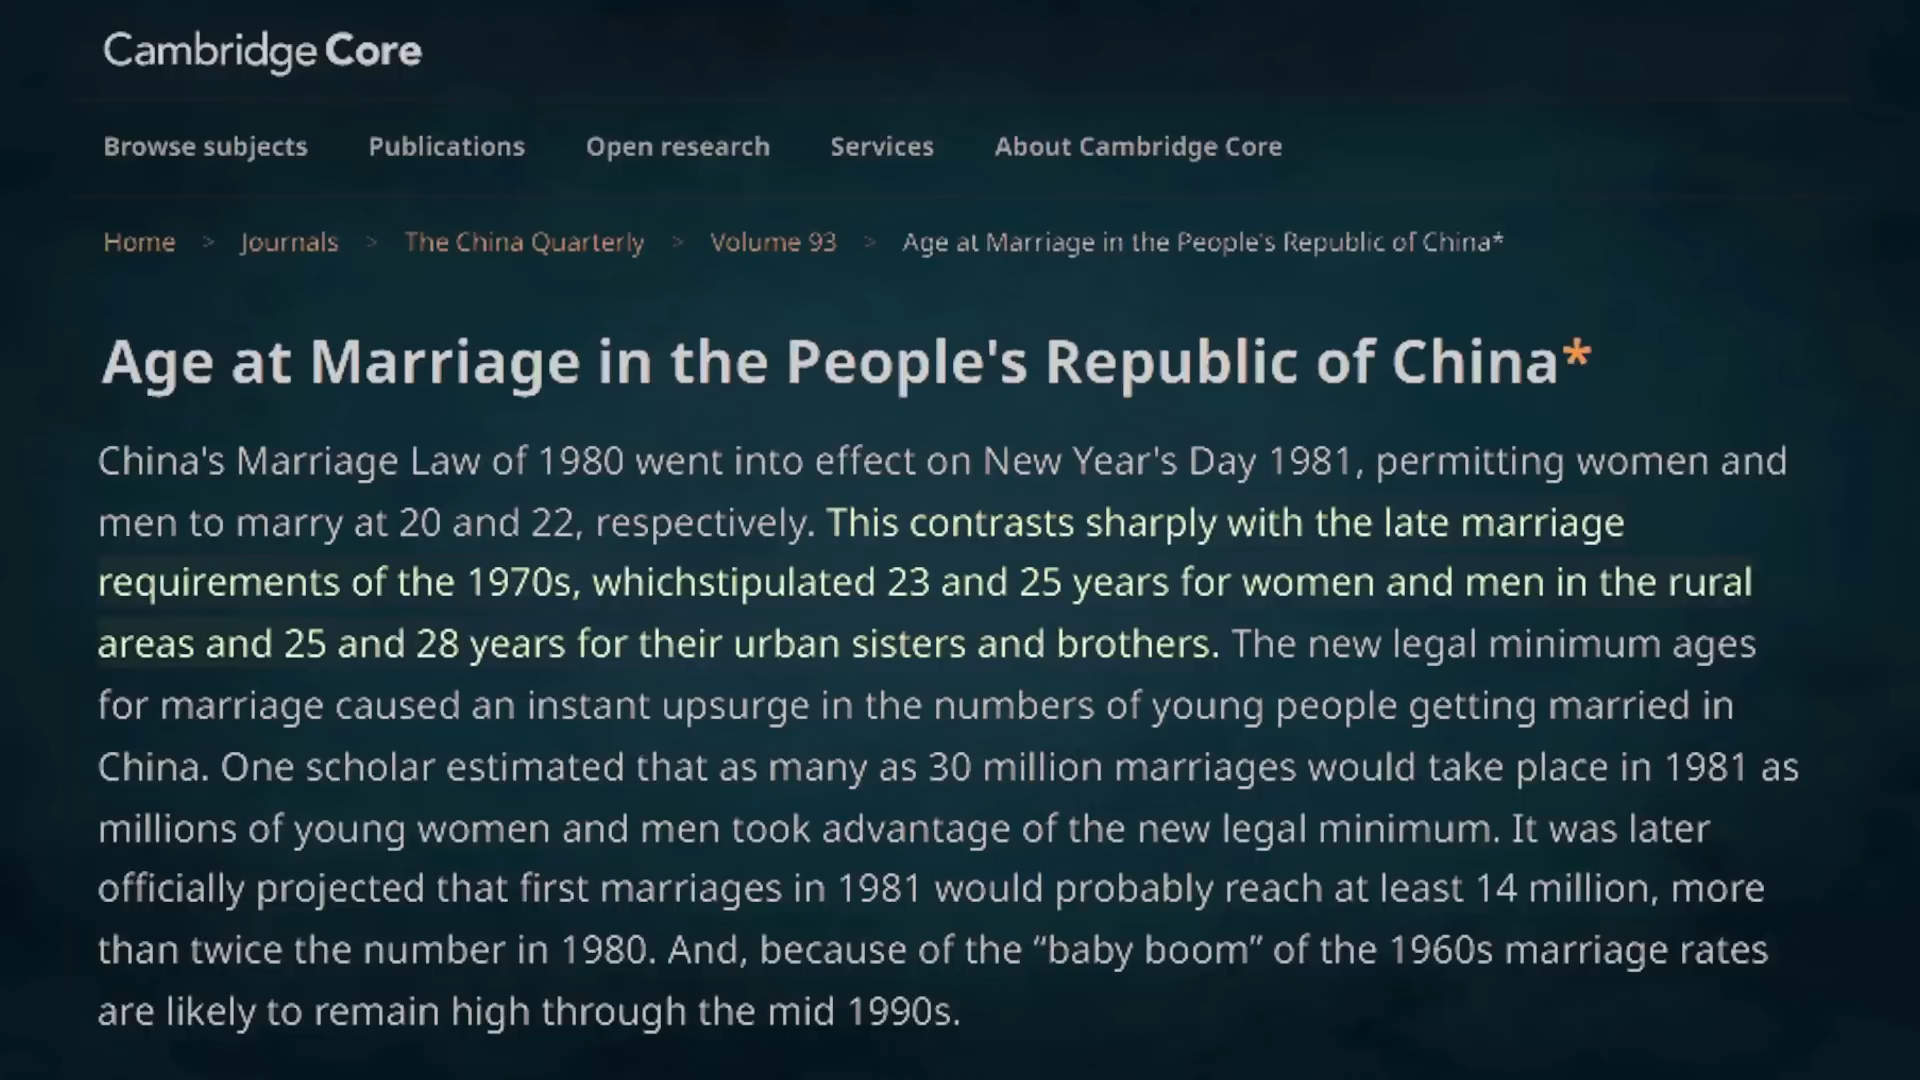 Cambridge Core
Browse subjects Publications Open research Services About Cambridge Core
Home > Journals > The China Quarterly > Volume 93 > Age at Marriage in the People's Republic of China*
Age at Marriage in the People's Republic of China*
China's Marriage Law of 1980 went into effect on New Year's Day 1981, permitting women and
men to marry at 20 and 22, respectively. This contrasts sharply with the late marriage
requirements of the 1970s, whichstipulated 23 and 25 years for women and men in the rural
areas and 25 and 28 years for their urban sisters and brothers. The new legal minimum ages
for marriage caused an instant upsurge in the numbers of young people getting married in
China. One scholar estimated that as many as 30 million marriages would take place in 1981 as
millions of young women and men took advantage of the new legal minimum. It was later
officially projected that first marriages in 1981 would probably reach at least 14 million, more
than twice the number in 1980. And, because of the “baby boom” of the 1960s marriage rates
are likely to remain high through the mid 1990s.